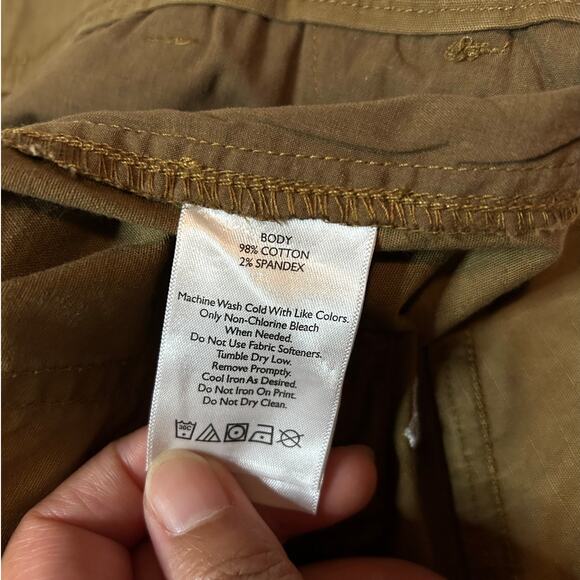 BODY
98% COTTON
2% SPANDEX
Machine Wash Cold With Like Colors.
Only Non-Chlorine Bleach
When Needed.
Do Not Use Fabric Softeners.
Tumble Dry Low.
Remove Promptly.
Cool Iron As Desired.
Do Not Iron On Print.
Do Not Dry Clean.
30C